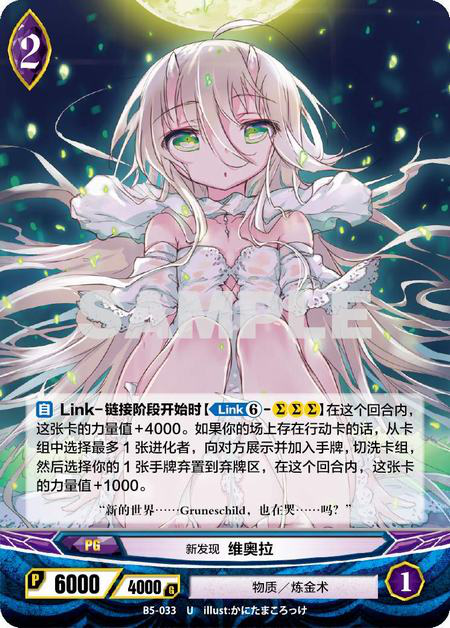 2
SAMPLE
自 Link-链接阶段开始时【Link⑥-ΣΣΣ】在这个回合内，
这张卡的力量值+4000。如果你的场上存在行动卡的话，从卡
组中选择最多1张进化者，向对方展示并加入手牌，切洗卡组，
然后选择你的1张手牌弃置到弃牌区，在这个回合内，这张卡
的力量值+1000。
“新的世界……Gruneschild，也在哭……吗？”
PG 新发现 维奥拉
P 6000 4000 G 物质／炼金术 1
B5-033 U illust:かにたまころっけ